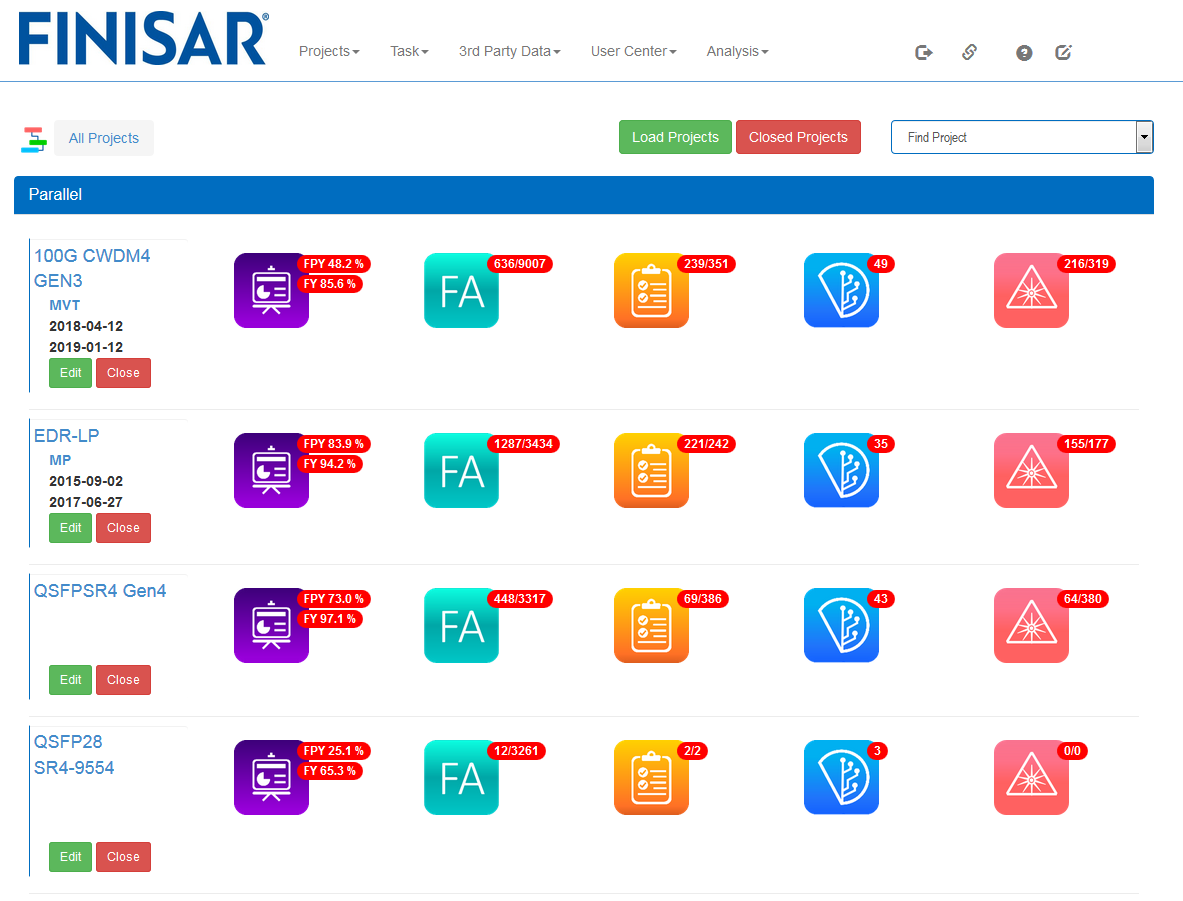 FINISAR®
Projects Task 3rd Party Data User Center Analysis
All Projects
Load Projects Closed Projects Find Project
Parallel
100G CWDM4
GEN3
MVT
2018-04-12
2019-01-12
Edit Close
FPY 48.2 %
FY 85.6 %
FA
636/9007
239/351
49
216/319
EDR-LP
MP
2015-09-02
2017-06-27
Edit Close
FPY 83.9 %
FY 94.2 %
FA
1287/3434
221/242
35
155/177
QSFPSR4 Gen4
Edit Close
FPY 73.0 %
FY 97.1 %
FA
448/3317
69/386
43
64/380
QSFP28
SR4-9554
Edit Close
FPY 25.1 %
FY 65.3 %
FA
12/3261
2/2
3
0/0